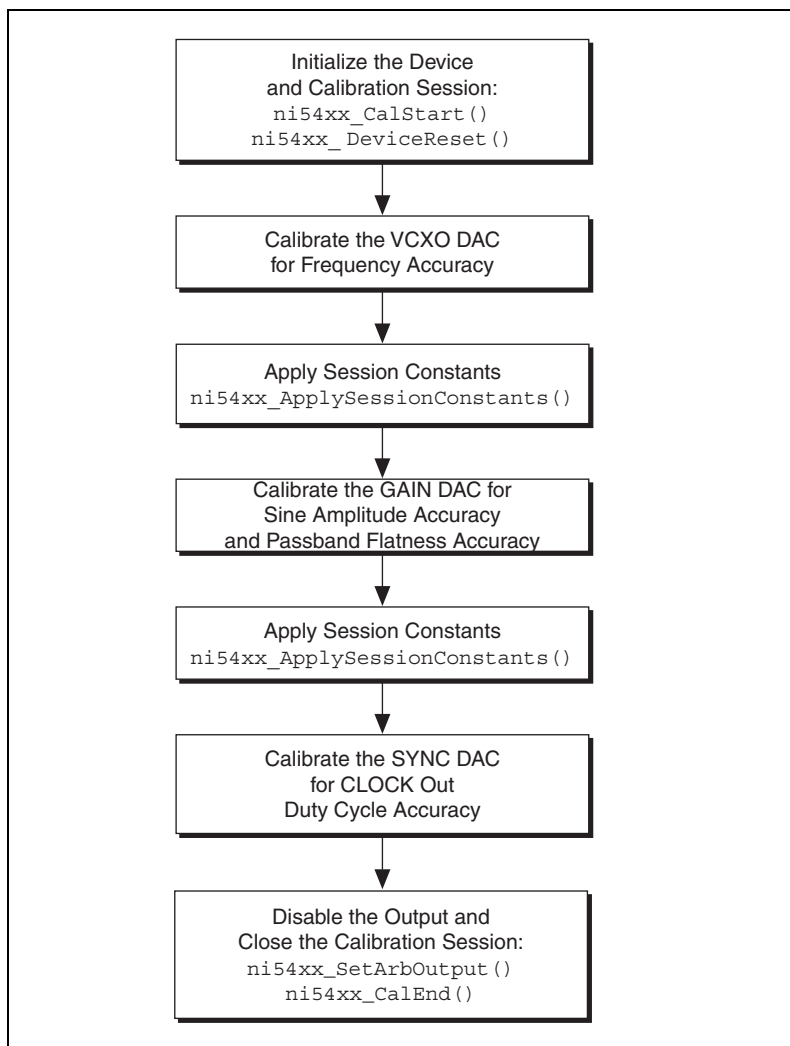 Initialize the Device
and Calibration Session:
ni54xx_CalStart()
ni54xx_DeviceReset()
Calibrate the VCXO DAC
for Frequency Accuracy
Apply Session Constants
ni54xx_ApplySessionConstants()
Calibrate the GAIN DAC for
Sine Amplitude Accuracy
and Passband Flatness Accuracy
Apply Session Constants
ni54xx_ApplySessionConstants()
Calibrate the SYNC DAC
for CLOCK Out
Duty Cycle Accuracy
Disable the Output and
Close the Calibration Session:
ni54xx_SetArbOutput()
ni54xx_CalEnd()